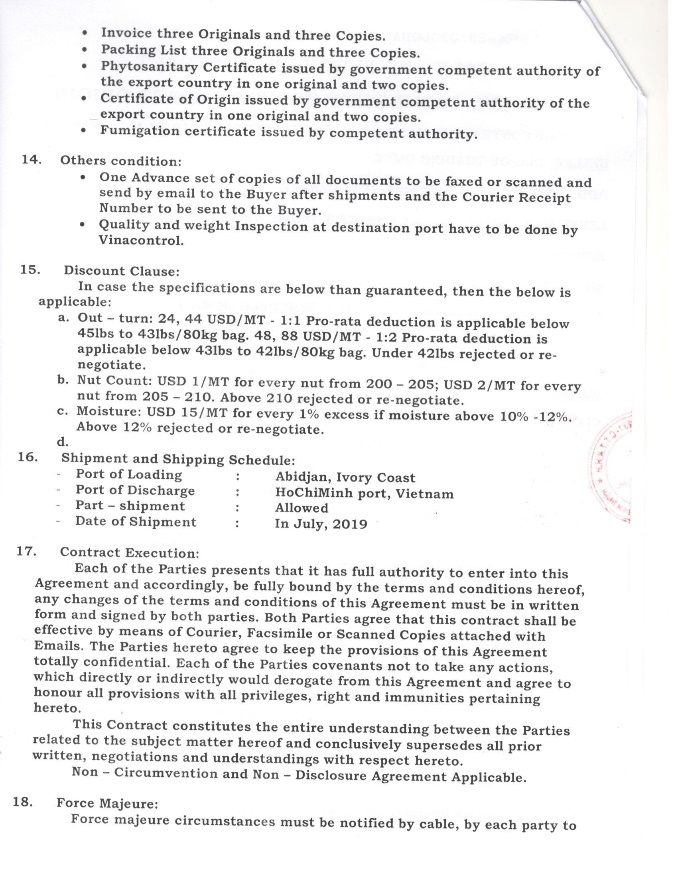 • Invoice three Originals and three Copies.
• Packing List three Originals and three Copies.
• Phytosanitary Certificate issued by government competent authority of
the export country in one original and two copies.
• Certificate of Origin issued by government competent authority of the
export country in one original and two copies.
• Fumigation certificate issued by competent authority.
14. Others condition:
• One Advance set of copies of all documents to be faxed or scanned and
send by email to the Buyer after shipments and the Courier Receipt
Number to be sent to the Buyer.
• Quality and weight Inspection at destination port have to be done by
Vinacontrol.
15. Discount Clause:
In case the specifications are below than guaranteed, then the below is
applicable:
a. Out – turn: 24, 44 USD/MT - 1:1 Pro-rata deduction is applicable below
45lbs to 43lbs/80kg bag. 48, 88 USD/MT - 1:2 Pro-rata deduction is
applicable below 43lbs to 42lbs/80kg bag. Under 42lbs rejected or re-
negotiate.
b. Nut Count: USD 1/MT for every nut from 200 – 205; USD 2/MT for every
nut from 205 – 210. Above 210 rejected or re-negotiate.
c. Moisture: USD 15/MT for every 1% excess if moisture above 10% -12%.
Above 12% rejected or re-negotiate.
d.
16. Shipment and Shipping Schedule:
- Port of Loading : Abidjan, Ivory Coast
- Port of Discharge : HoChiMinh port, Vietnam
- Part – shipment : Allowed
- Date of Shipment : In July, 2019
17. Contract Execution:
Each of the Parties presents that it has full authority to enter into this
Agreement and accordingly, be fully bound by the terms and conditions hereof,
any changes of the terms and conditions of this Agreement must be in written
form and signed by both parties. Both Parties agree that this contract shall be
effective by means of Courier, Facsimile or Scanned Copies attached with
Emails. The Parties hereto agree to keep the provisions of this Agreement
totally confidential. Each of the Parties covenants not to take any actions,
which directly or indirectly would derogate from this Agreement and agree to
honour all provisions with all privileges, right and immunities pertaining
hereto.
This Contract constitutes the entire understanding between the Parties
related to the subject matter hereof and conclusively supersedes all prior
written, negotiations and understandings with respect hereto.
Non – Circumvention and Non – Disclosure Agreement Applicable.
18. Force Majeure:
Force majeure circumstances must be notified by cable, by each party to